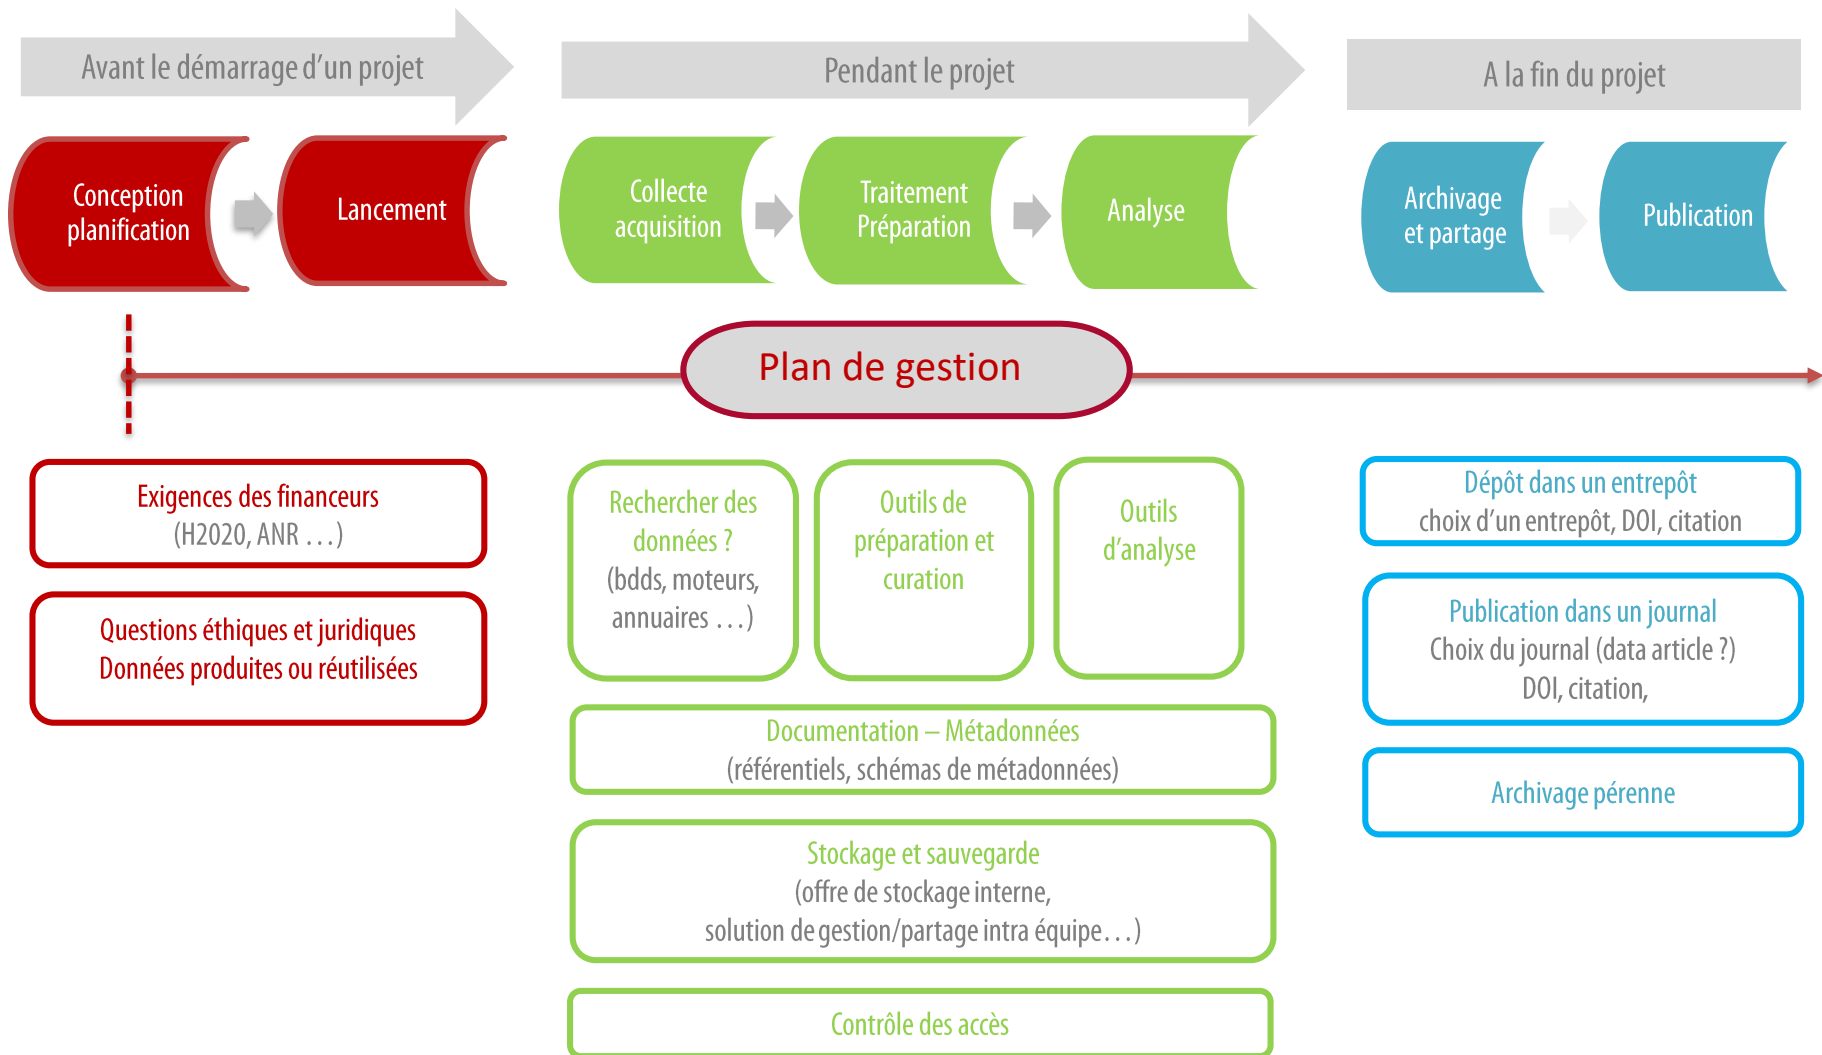 Avant le démarrage d'un projet
Pendant le projet
A la fin du projet
Conception
planification
Lancement
Collecte
acquisition
Traitement
Préparation
Analyse
Archivage
et partage
Publication
Plan de gestion
Exigences des financeurs
(H2020, ANR …)
Questions éthiques et juridiques
Données produites ou réutilisées
Rechercher des
données ?
(bdds, moteurs,
annuaires …)
Outils de
préparation et
curation
Outils
d'analyse
Documentation – Métadonnées
(référentiels, schémas de métadonnées)
Stockage et sauvegarde
(offre de stockage interne,
solution de gestion/partage intra équipe…)
Contrôle des accès
Dépôt dans un entrepôt
choix d'un entrepôt, DOI, citation
Publication dans un journal
Choix du journal (data article ?)
DOI, citation,
Archivage pérenne